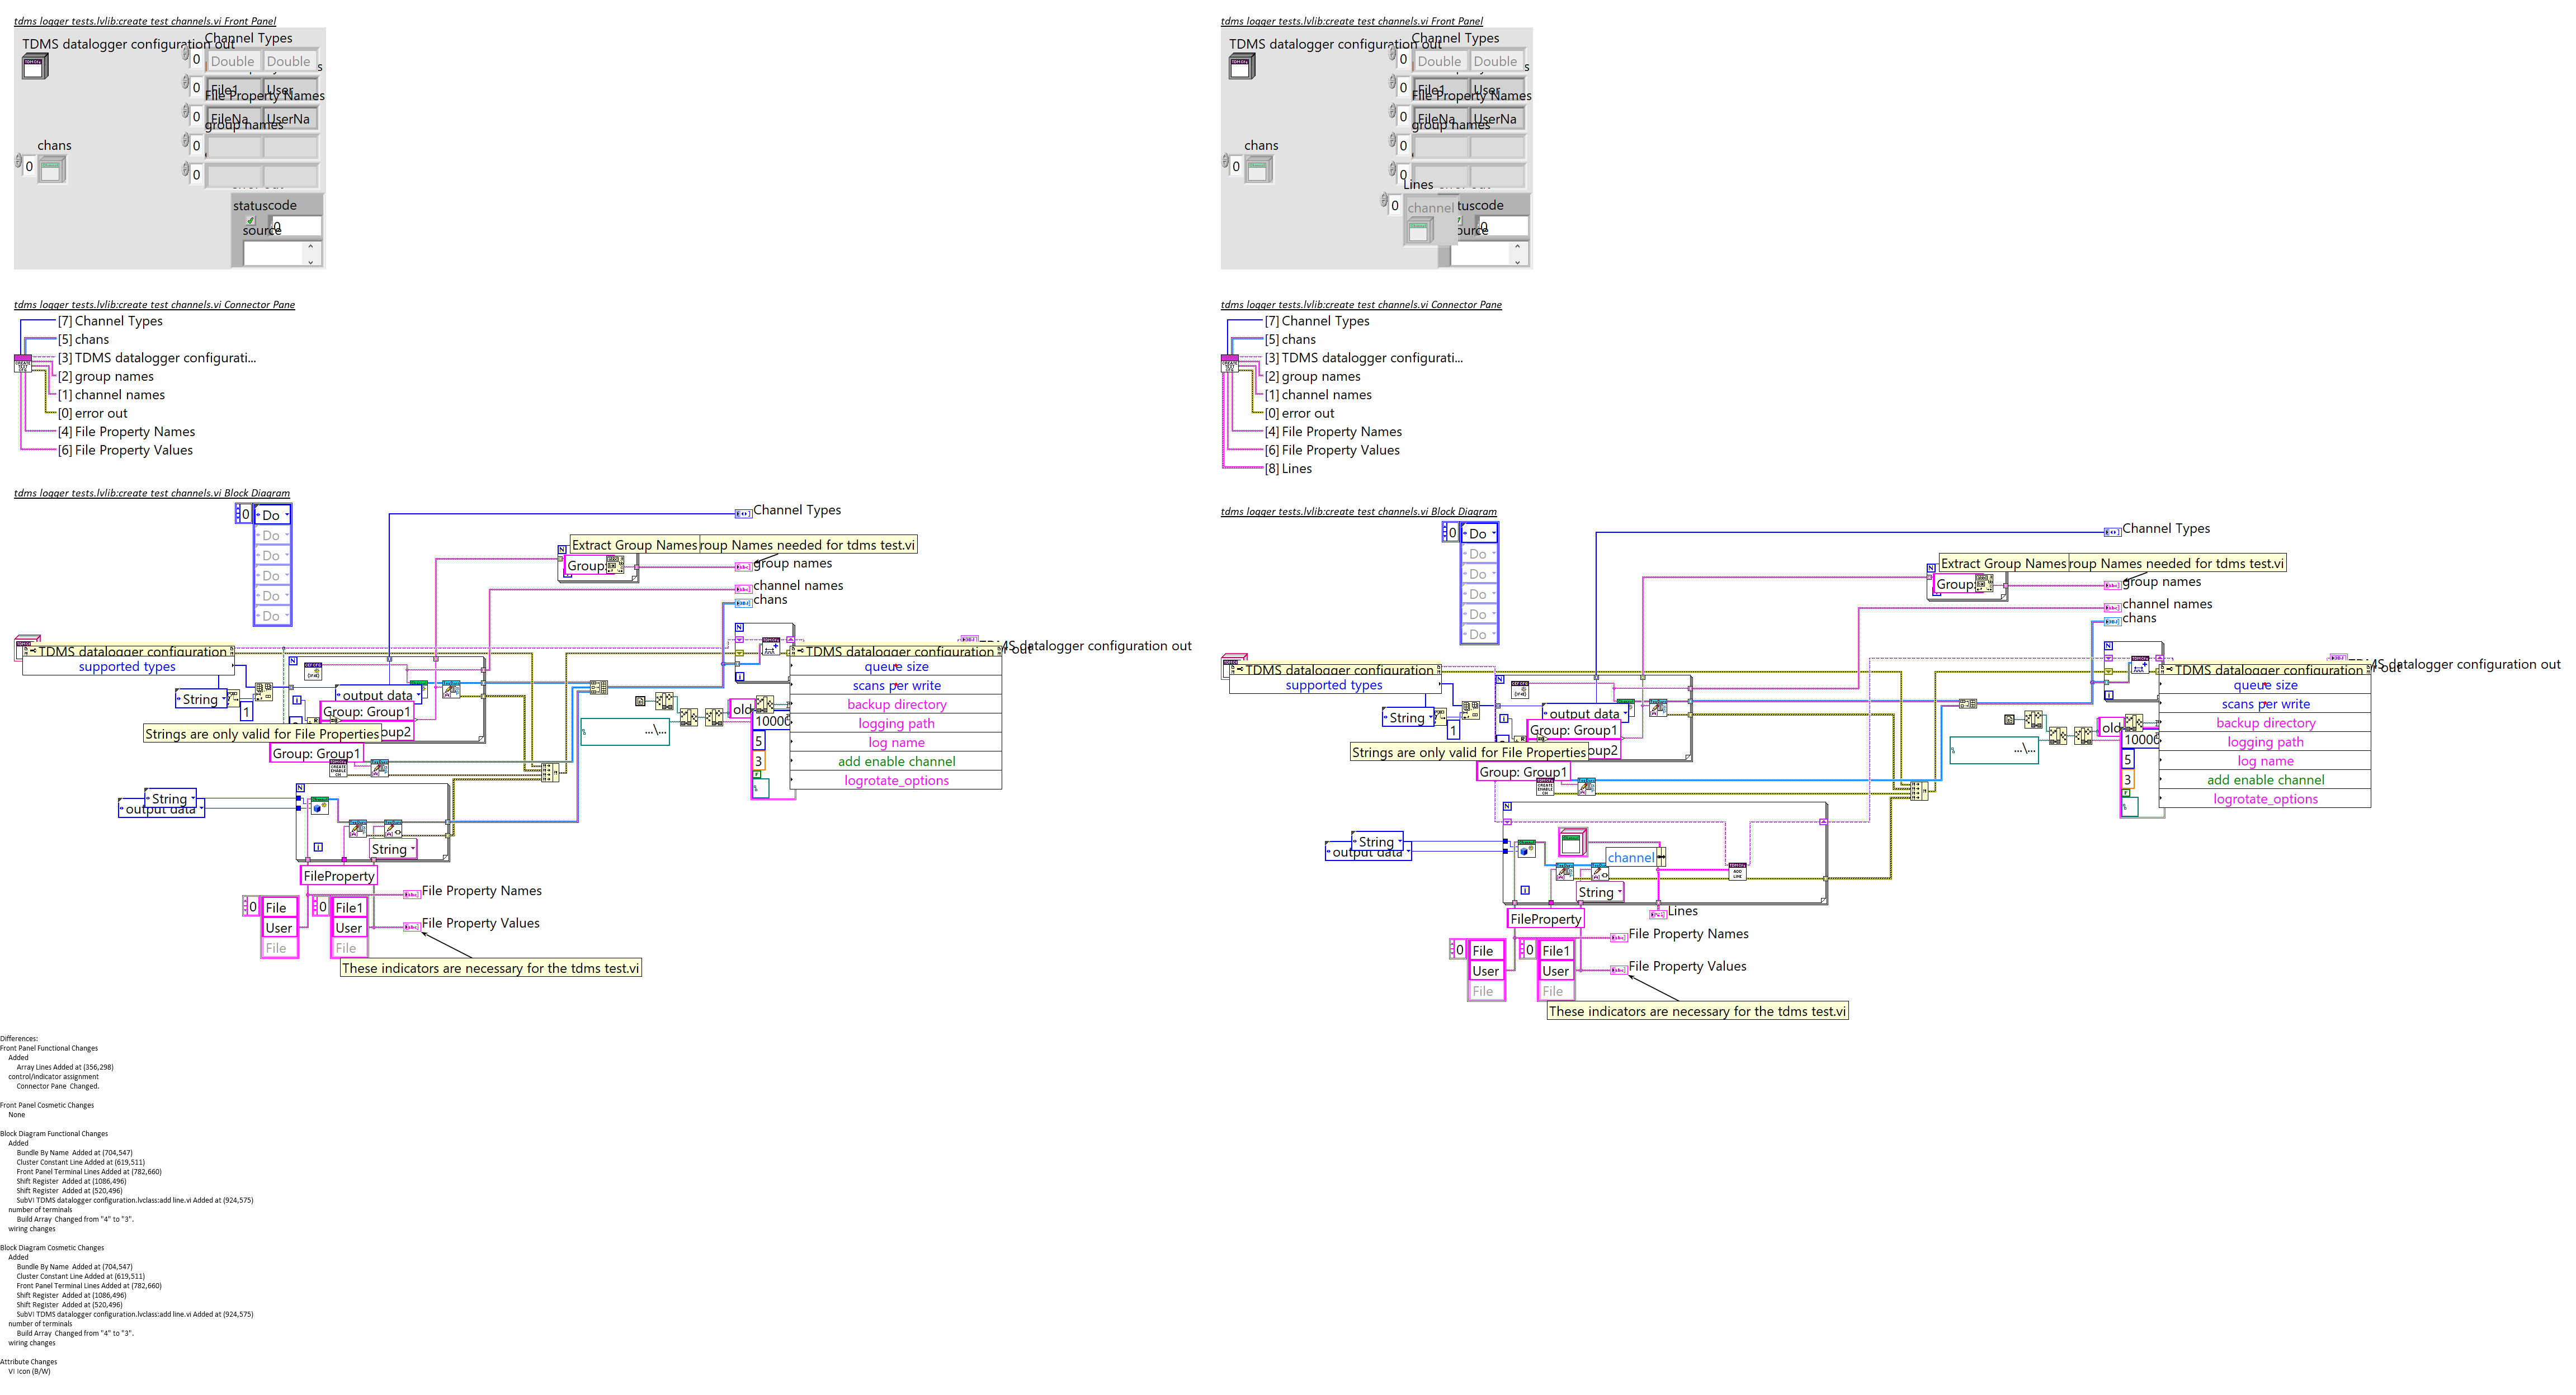 tdms logger tests.lvlib:create test channels.vi Front Panel
TDMS datalogger configuration out
Channel Types
0 Double Double
0 File1 User
File Property Names
0 FileNa UserNa
group names
0
0
chans
0
status code
0
source
tdms logger tests.lvlib:create test channels.vi Connector Pane
[7] Channel Types
[5] chans
[3] TDMS datalogger configurati...
[2] group names
[1] channel names
[0] error out
[4] File Property Names
[6] File Property Values
tdms logger tests.lvlib:create test channels.vi Block Diagram
0 Do
Do
Do
Do
Do
Do
Channel Types
Extract Group Names roup Names needed for tdms test.vi
Group:
group names
channel names
chans
TDMS datalogger configuration
supported types
String
1
output data
Group: Group1
oup2
Strings are only valid for File Properties
Group: Group1
String
output data
String
FileProperty
File Property Names
0 File 0 File1
User User
File File
File Property Values
These indicators are necessary for the tdms test.vi
...\...
old
10000
5
3
MS datalogger configuration out
TDMS datalogger configuration
queue size
scans per write
backup directory
logging path
log name
add enable channel
logrotate_options
tdms logger tests.lvlib:create test channels.vi Front Panel
TDMS datalogger configuration out
Channel Types
0 Double Double
0 File1 User
File Property Names
0 FileNa UserNa
group names
0
0
chans
0
Lines
0 channel
tus code
0
ource
tdms logger tests.lvlib:create test channels.vi Connector Pane
[7] Channel Types
[5] chans
[3] TDMS datalogger configurati...
[2] group names
[1] channel names
[0] error out
[4] File Property Names
[6] File Property Values
[8] Lines
tdms logger tests.lvlib:create test channels.vi Block Diagram
0 Do
Do
Do
Do
Do
Do
Channel Types
Extract Group Names roup Names needed for tdms test.vi
Group:
group names
channel names
chans
TDMS datalogger configuration
supported types
String
1
output data
Group: Group1
oup2
Strings are only valid for File Properties
Group: Group1
String
output data
channel
String
ADD LINE
FileProperty
Lines
File Property Names
0 File 0 File1
User User
File File
File Property Values
These indicators are necessary for the tdms test.vi
...\...
old
10000
5
3
MS datalogger configuration out
TDMS datalogger configuration
queue size
scans per write
backup directory
logging path
log name
add enable channel
logrotate_options
Differences:
Front Panel Functional Changes
Added
Array Lines Added at (356,298)
control/indicator assignment
Connector Pane Changed.
Front Panel Cosmetic Changes
None
Block Diagram Functional Changes
Added
Bundle By Name Added at (704,547)
Cluster Constant Line Added at (619,511)
Front Panel Terminal Lines Added at (782,660)
Shift Register Added at (1086,496)
Shift Register Added at (520,496)
SubVI TDMS datalogger configuration.lvclass:add line.vi Added at (924,575)
number of terminals
Build Array Changed from "4" to "3".
wiring changes
Block Diagram Cosmetic Changes
Added
Bundle By Name Added at (704,547)
Cluster Constant Line Added at (619,511)
Front Panel Terminal Lines Added at (782,660)
Shift Register Added at (1086,496)
Shift Register Added at (520,496)
SubVI TDMS datalogger configuration.lvclass:add line.vi Added at (924,575)
number of terminals
Build Array Changed from "4" to "3".
wiring changes
Attribute Changes
VI Icon (B/W)